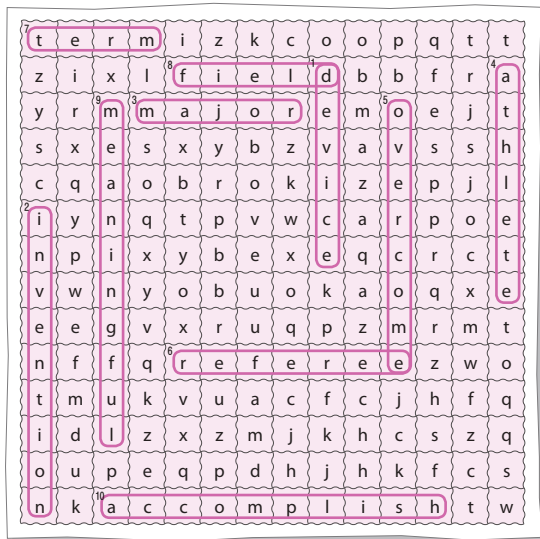 7 t e r m i z k c o o p q t t
z i x l 8 f i e l 1 d b b f r 4 a
y r 9 m 3 m a j o r e m 5 o e j t
s x e s x y b z v a v s s h
c q a o b r o k i z e p j l
2 i y n q t p v w c a r p o e
n p i x y b e x e q c r c t
v w n y o b u o k a o q x e
e e g v x r u q p z m r m t
n f f q 6 r e f e r e e z w o
t m u k v u a c f c j h f q
i d l z x z m j k h c s z q
o u p e q p d h j h k f c s
n k 10 a c c o m p l i s h t w